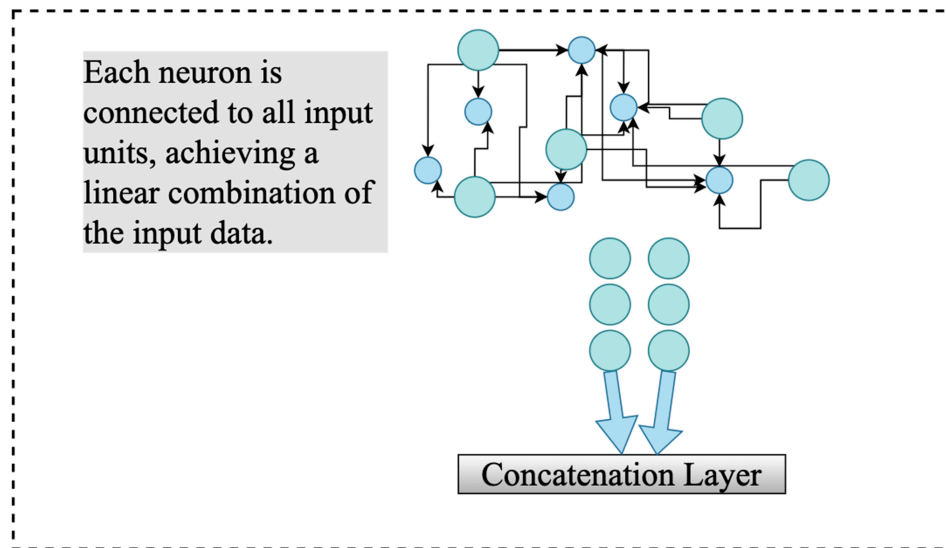 Each neuron is
connected to all input
units, achieving a
linear combination of
the input data.
Concatenation Layer